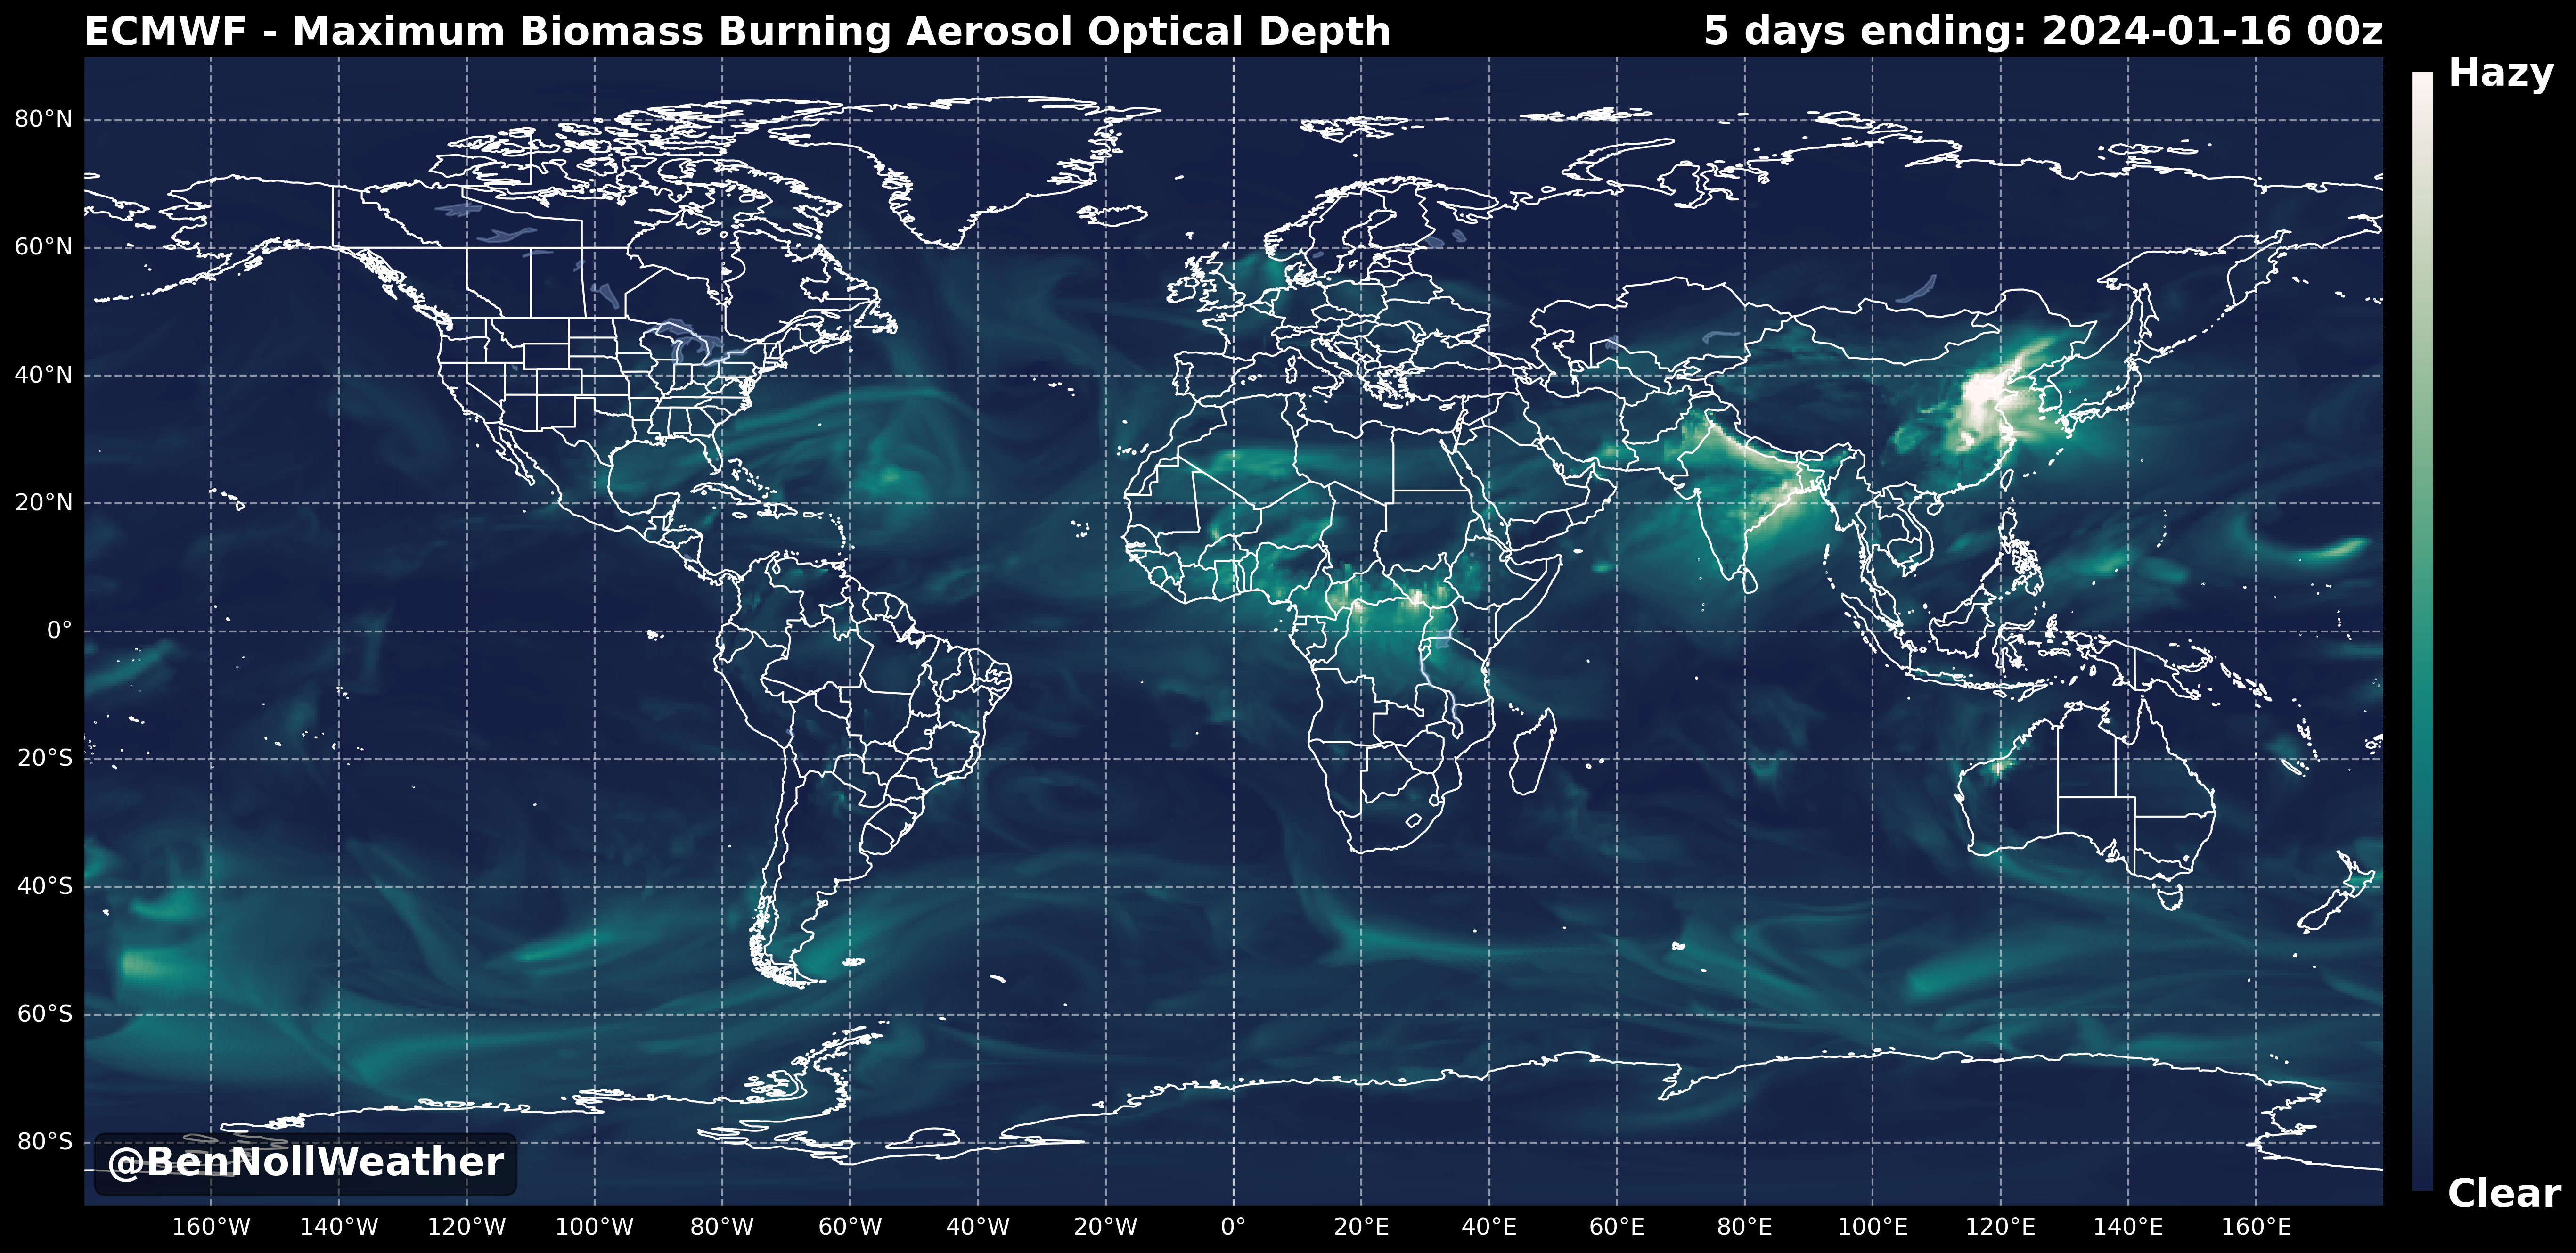 ECMWF - Maximum Biomass Burning Aerosol Optical Depth
5 days ending: 2024-01-16 00z
Hazy
80°N
60°N
40°N
20°N
0°
20°S
40°S
60°S
80°S
@BenNollWeather
Clear
160°W 140°W 120°W 100°W 80°W 60°W 40°W 20°W 0° 20°E 40°E 60°E 80°E 100°E 120°E 140°E 160°E